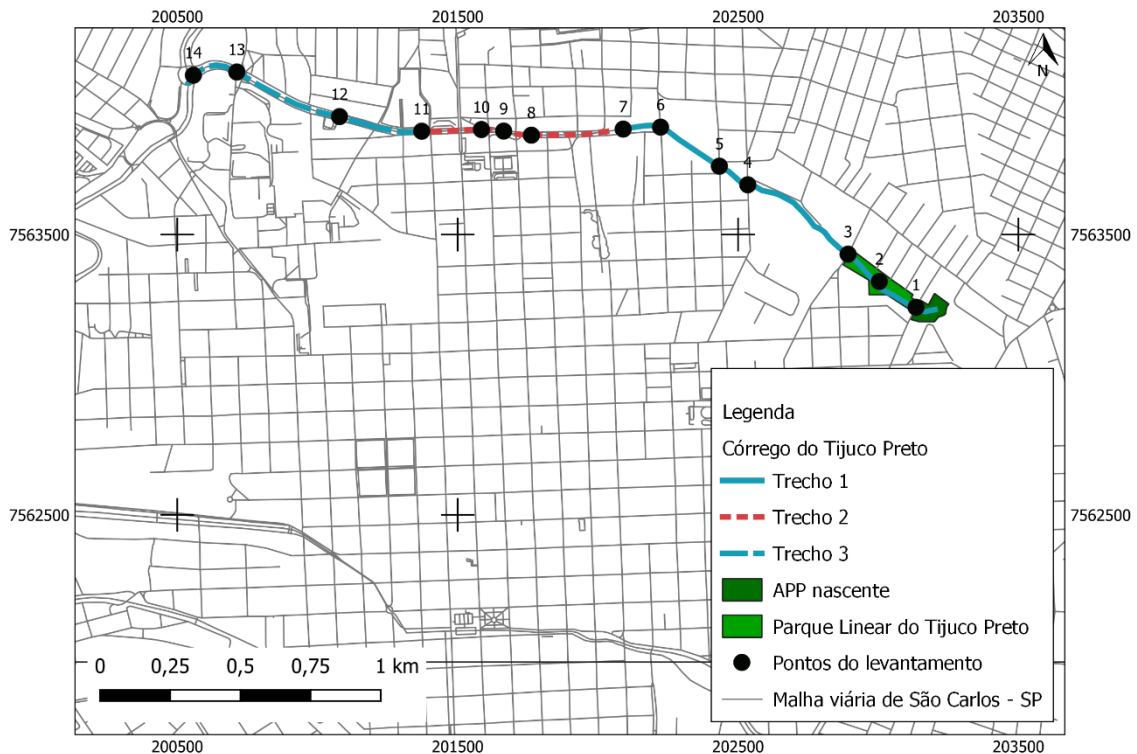 200500 201500 202500 203500
N
14 13
12
11 10 9 8 7 6
5
4
7563500 7563500
3
2
1
Legenda
Córrego do Tijuco Preto
Trecho 1
Trecho 2
7562500 7562500
Trecho 3
APP nascente
Parque Linear do Tijuco Preto
0 0,25 0,5 0,75 1 km
Pontos do levantamento
Malha viária de São Carlos - SP
200500 201500 202500 203500